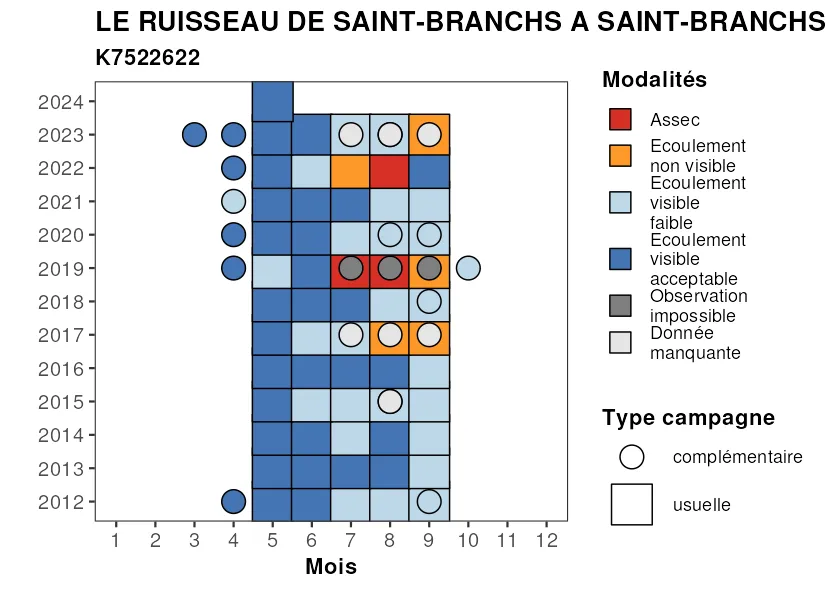 LE RUISSEAU DE SAINT-BRANCHS A SAINT-BRANCHS
K7522622
2024
2023
2022
2021
2020
2019
2018
2017
2016
2015
2014
2013
2012
1 2 3 4 5 6 7 8 9 10 11 12
Mois
Modalités
Assec
Ecoulement
non visible
Ecoulement
visible
faible
Ecoulement
visible
acceptable
Observation
impossible
Donnée
manquante
Type campagne
complémentaire
usuelle